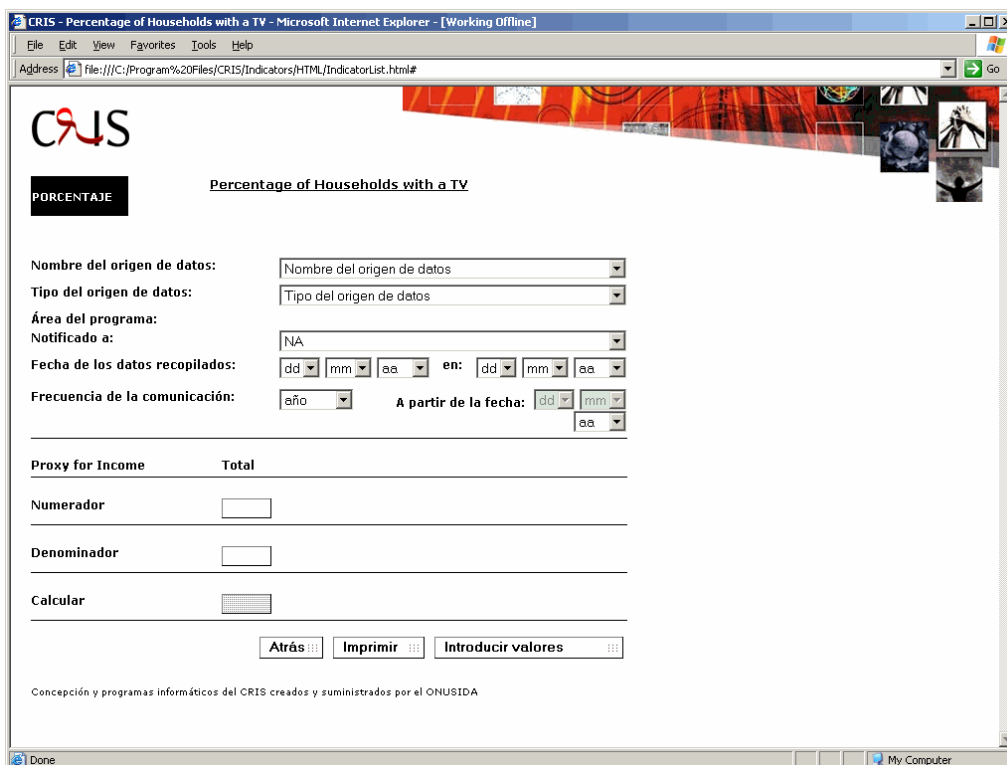 CRIS - Percentage of Households with a TV - Microsoft Internet Explorer - [Working Offline]
File Edit View Favorites Tools Help
Address file:///C:/Program%20Files/CRIS/Indicators/HTML/IndicatorList.html# Go
CRIS
Percentage of Households with a TV
PORCENTAJE
Nombre del origen de datos: Nombre del origen de datos
Tipo del origen de datos: Tipo del origen de datos
Área del programa:
Notificado a: NA
Fecha de los datos recopilados: dd mm aa en: dd mm aa
Frecuencia de la comunicación: año A partir de la fecha: dd mm
aa
Proxy for Income Total
Numerador
Denominador
Calcular
Atrás Imprimir Introducir valores
Concepción y programas informáticos del CRIS creados y suministrados por el ONUSIDA
Done My Computer